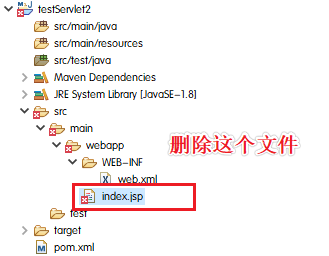 testServlet2
src/main/java
src/main/resources
src/test/java
Maven Dependencies
JRE System Library [JavaSE-1.8]
src
main
webapp
删除这个文件
WEB-INF
web.xml
index.jsp
test
target
pom.xml